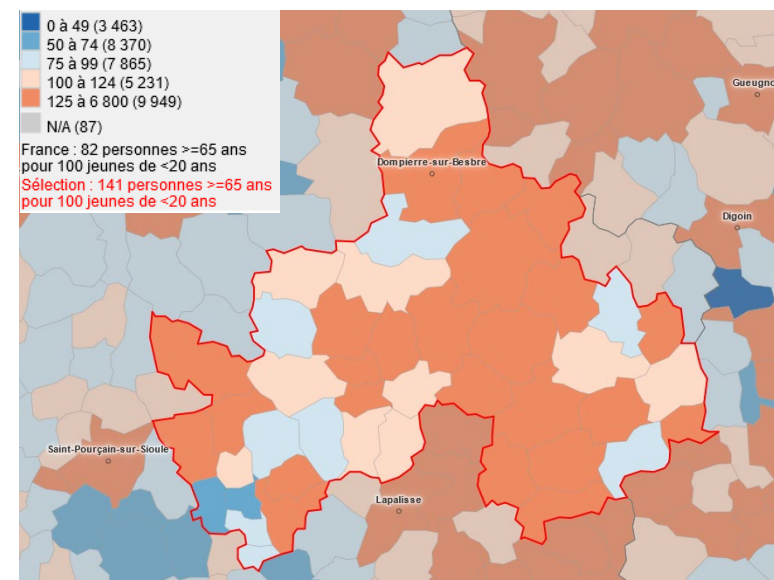 0 à 49 (3 463)
50 à 74 (8 370)
75 à 99 (7 865)
100 à 124 (5 231)
125 à 6 800 (9 949)
N/A (87)
France : 82 personnes >=65 ans
pour 100 jeunes de <20 ans
Sélection : 141 personnes >=65 ans
pour 100 jeunes de <20 ans
Gueugno
Dompierre-sur-Besbre
Digoin
Saint-Pourçain-sur-Sioule
Lapalisse